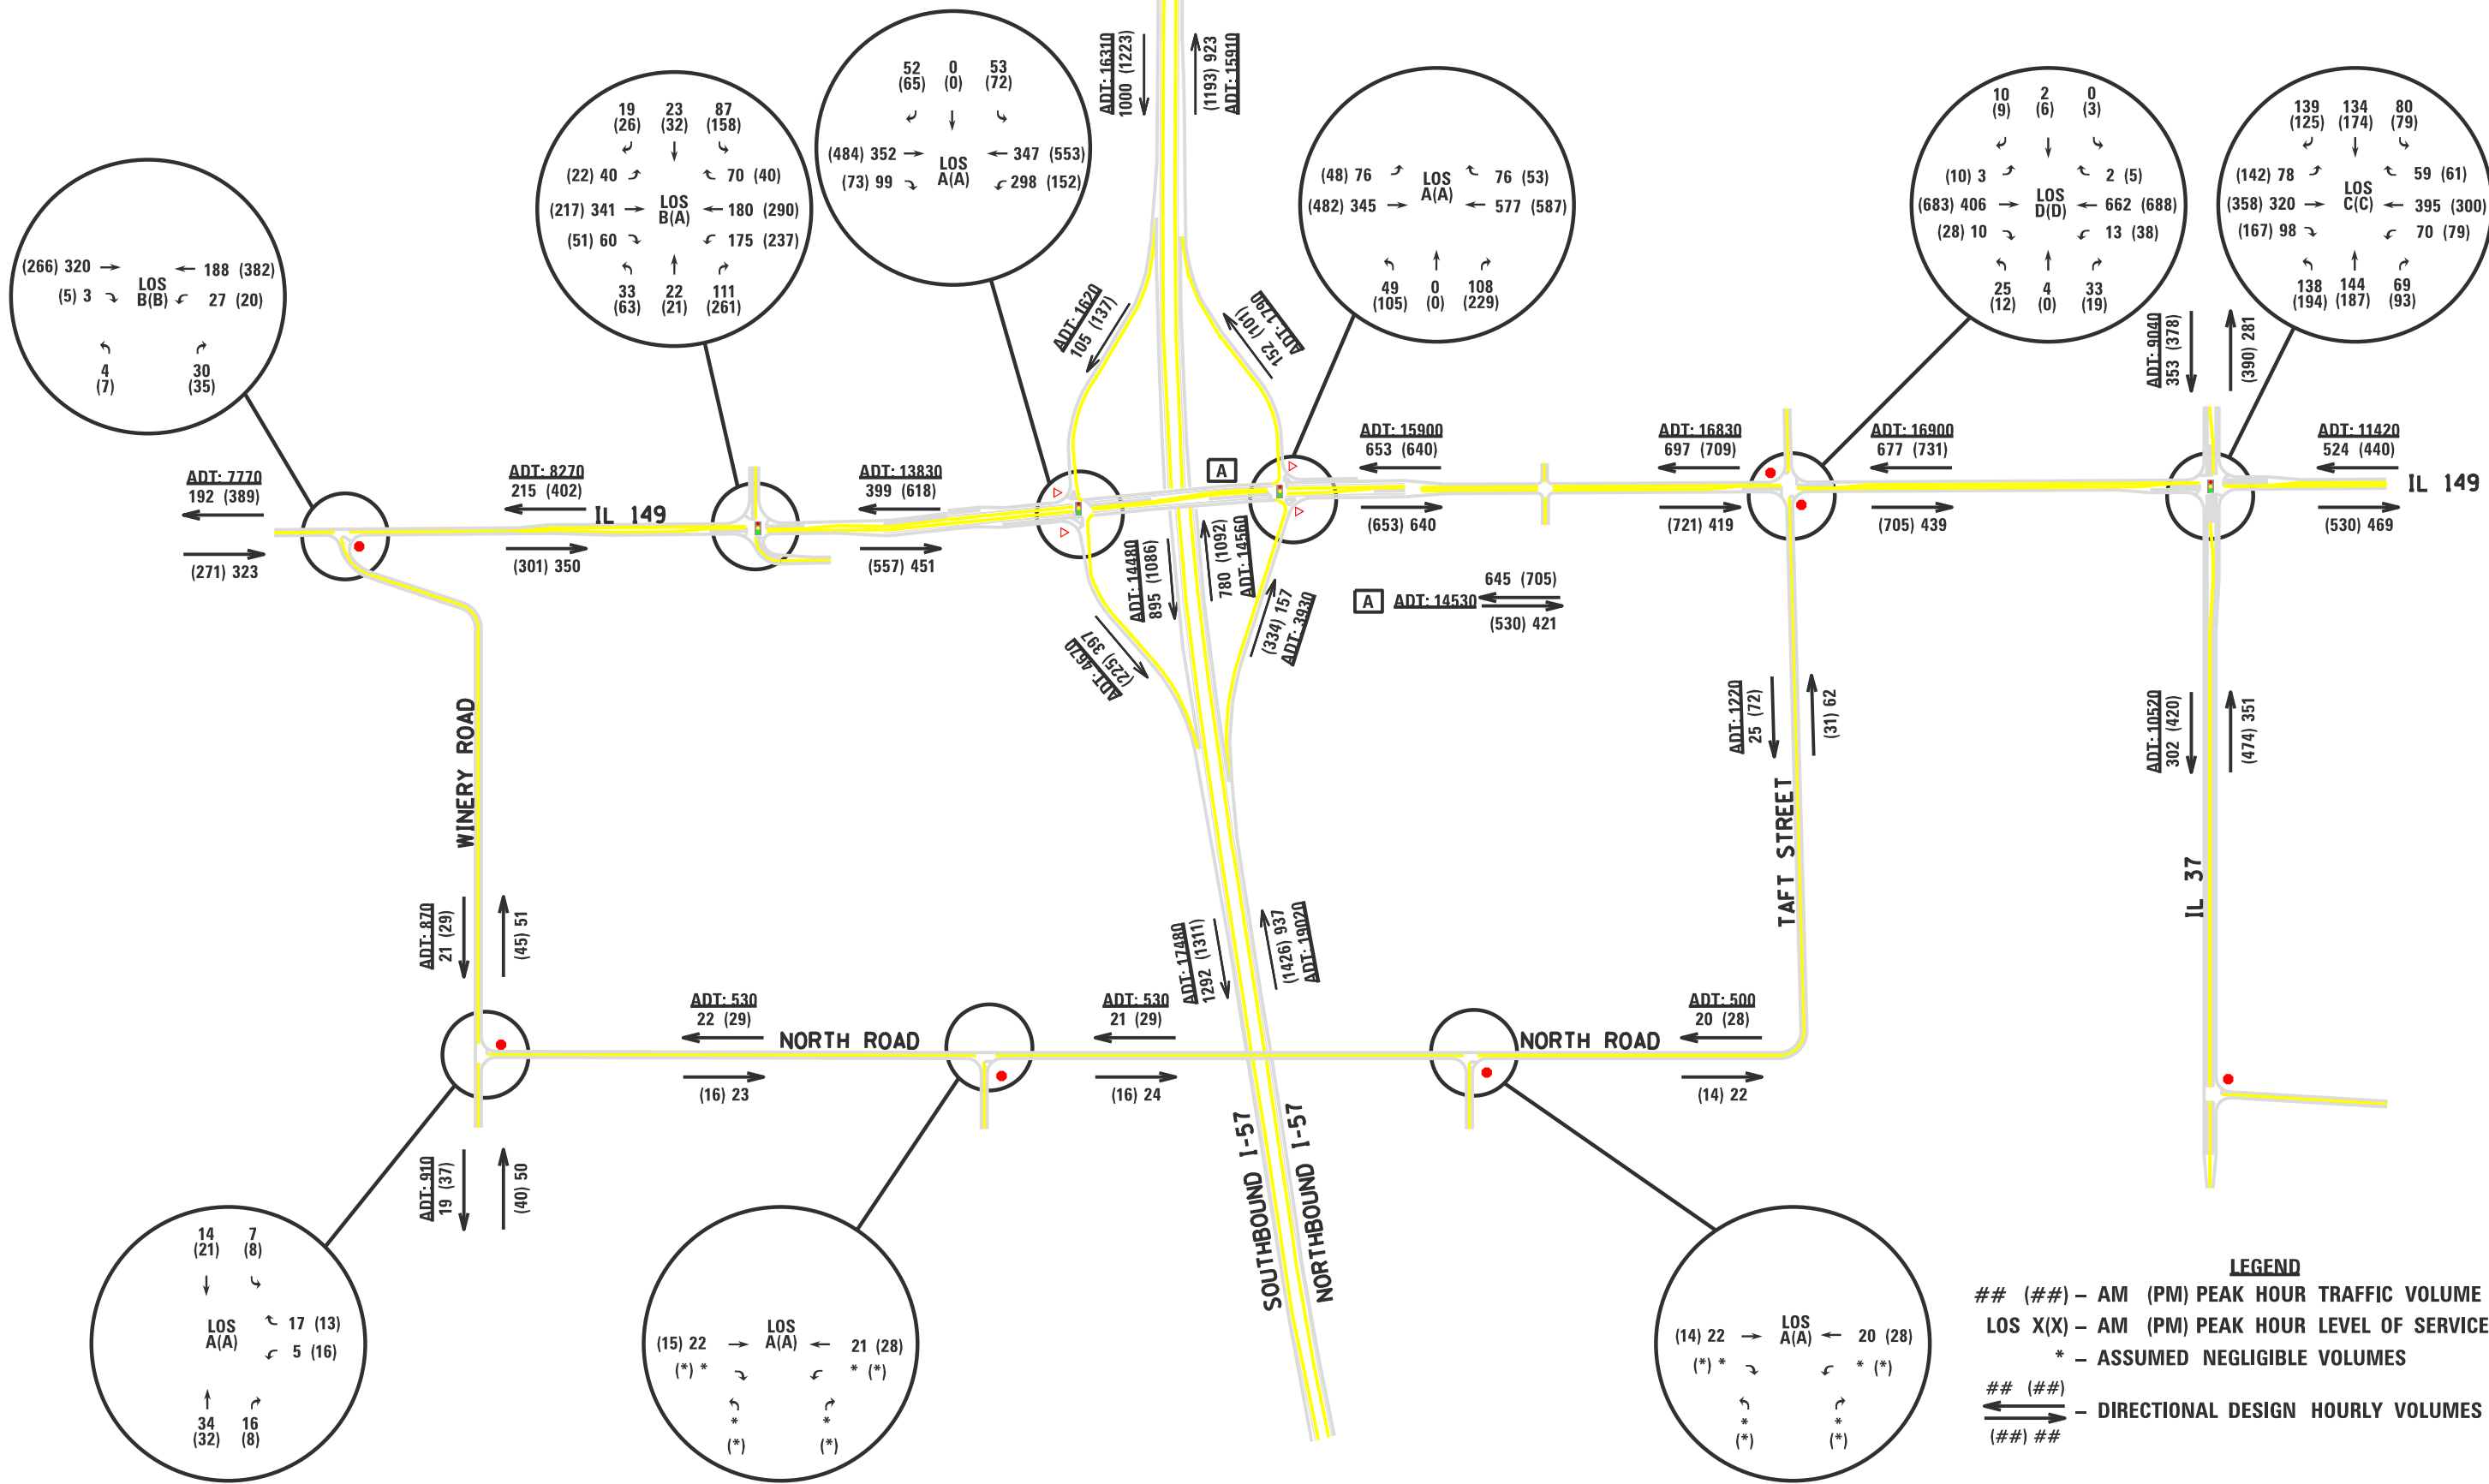 52 0 53
(65) (0) (72)
(484) 352 347 (553)
(73) 99 298 (152)
LOS
A(A)
ADT: 16310
1000 (1223)
(1193) 923
ADT: 15910
19 23 87
(26) (32) (158)
(22) 40 70 (40)
(217) 341 180 (290)
(51) 60 175 (237)
LOS
B(A)
33 22 111
(63) (21) (261)
(48) 76 76 (53)
(482) 345 577 (587)
LOS
A(A)
49 0 108
(105) (0) (229)
10 2 0
(9) (6) (3)
(10) 3 2 (5)
(683) 406 662 (688)
(28) 10 13 (38)
LOS
D(D)
25 4 33
(12) (0) (19)
139 134 80
(125) (174) (79)
(142) 78 59 (61)
(358) 320 395 (300)
(167) 98 70 (79)
LOS
C(C)
138 144 69
(194) (187) (93)
(266) 320 188 (382)
(5) 3 27 (20)
LOS
B(B)
4 30
(7) (35)
ADT: 1620
105 (137)
152 (101)
ADT: 1790
ADT: 9040
353 (378)
(390) 281
ADT: 7770
192 (389)
(271) 323
ADT: 8270
215 (402)
IL 149
(301) 350
ADT: 13830
399 (618)
(557) 451
A
ADT: 15900
653 (640)
(653) 640
ADT: 16830
697 (709)
(721) 419
ADT: 16900
677 (731)
(705) 439
ADT: 11420
524 (440)
IL 149
(530) 469
ADT: 14480
895 (1086)
780 (1092)
ADT: 14560
A ADT: 14530
645 (705)
(530) 421
(225) 397
ADT: 4670
(334) 157
ADT: 3930
WINERY ROAD
ADT: 1220
25 (72)
(31) 62
TAFT STREET
ADT: 10520
302 (420)
(474) 351
IL 37
ADT: 870
21 (29)
(45) 51
ADT: 17480
1292 (1311)
(1426) 937
ADT: 19020
ADT: 530
22 (29)
NORTH ROAD
(16) 23
ADT: 530
21 (29)
(16) 24
NORTH ROAD
ADT: 500
20 (28)
(14) 22
SOUTHBOUND I-57
NORTHBOUND I-57
ADT: 910
19 (37)
(40) 50
14 7
(21) (8)
LOS
A(A)
17 (13)
5 (16)
34 16
(32) (8)
LOS
A(A)
(15) 22 21 (28)
(*) * * (*)
* *
(*) (*)
LOS
A(A)
(14) 22 20 (28)
(*) * * (*)
* *
(*) (*)
LEGEND
## (##) – AM (PM) PEAK HOUR TRAFFIC VOLUME
LOS X(X) – AM (PM) PEAK HOUR LEVEL OF SERVICE
* – ASSUMED NEGLIGIBLE VOLUMES
## (##)
– DIRECTIONAL DESIGN HOURLY VOLUMES
(##) ##